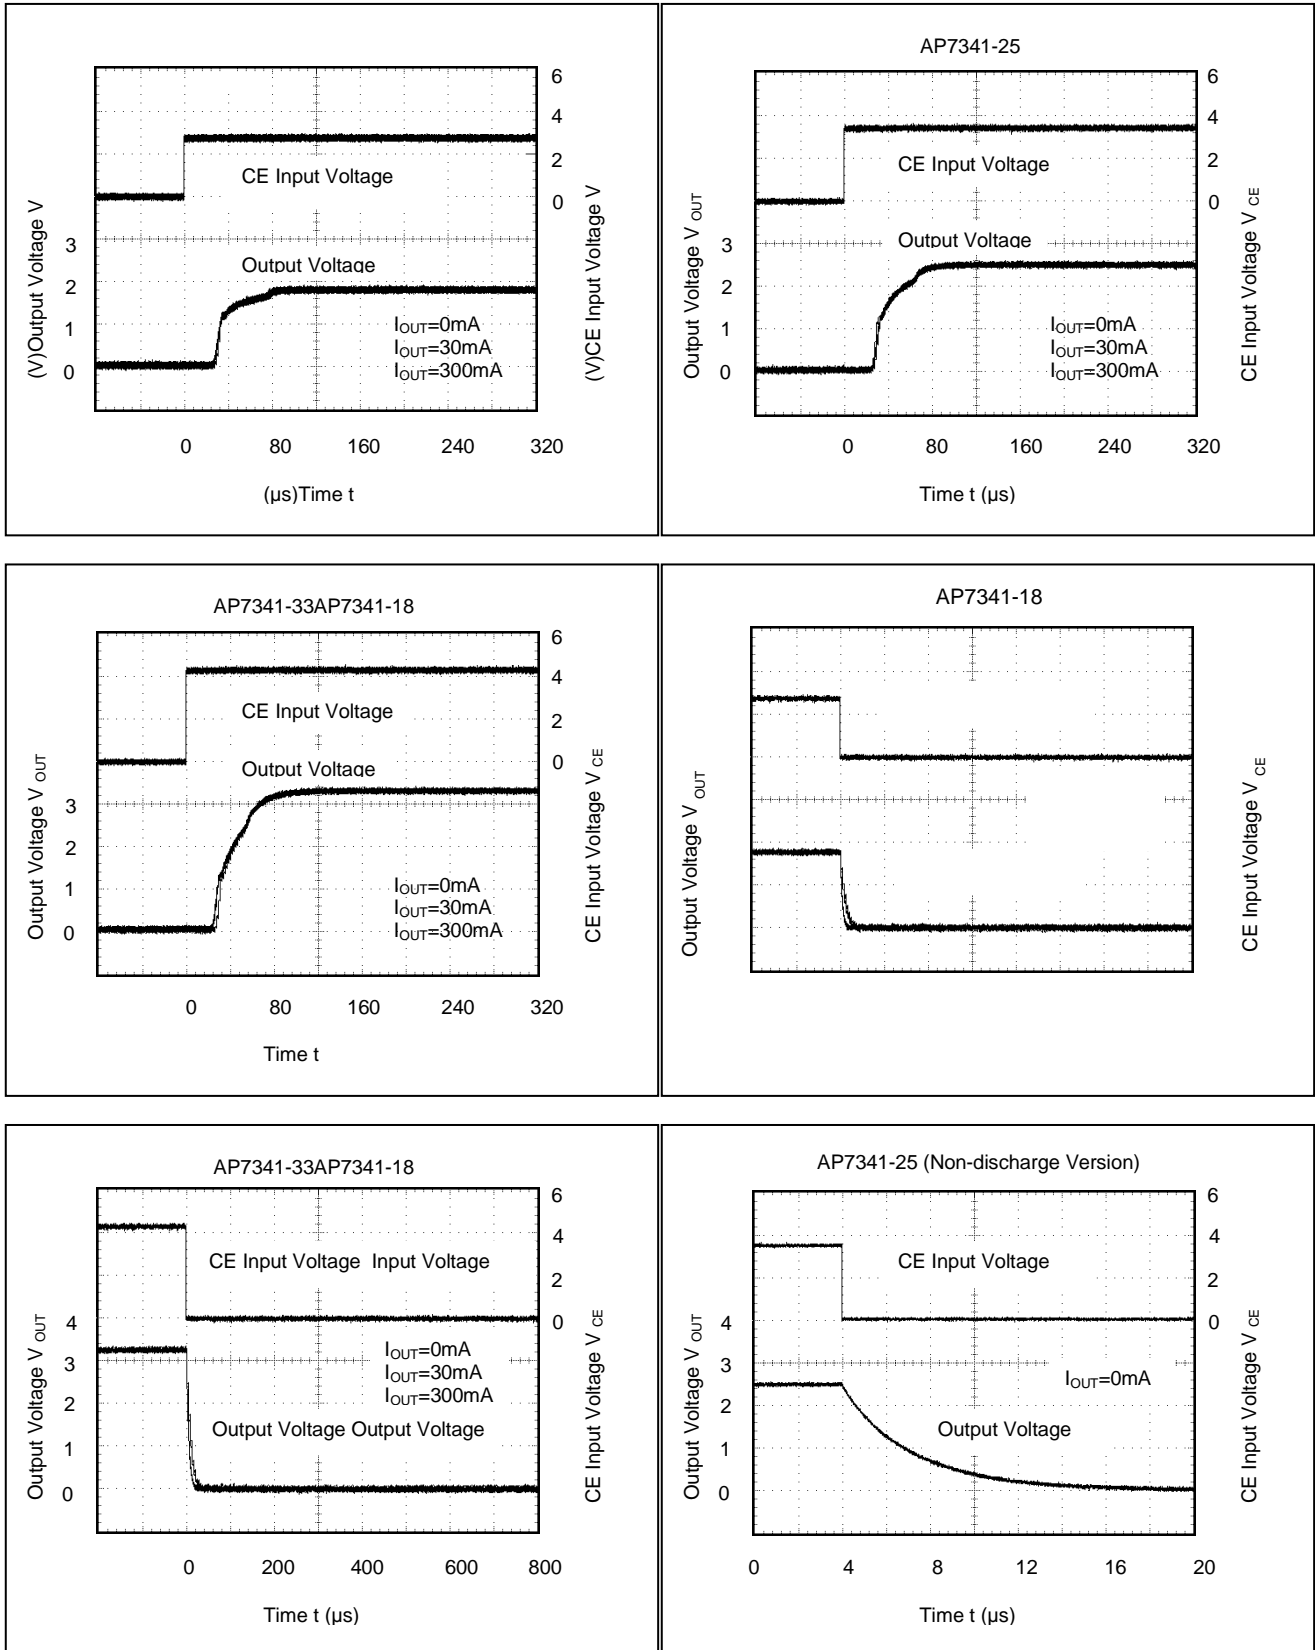 6
4
2
CE Input Voltage
0
3
Output Voltage
2
1
0
IOUT=0mA
IOUT=30mA
IOUT=300mA
(V)Output Voltage V
(V)CE Input Voltage V
0 80 160 240 320
(µs)Time t
AP7341-25
6
4
2
CE Input Voltage
0
3
Output Voltage
2
1
0
IOUT=0mA
IOUT=30mA
IOUT=300mA
Output Voltage V OUT
CE Input Voltage V CE
0 80 160 240 320
Time t (µs)
AP7341-33AP7341-18
6
4
2
CE Input Voltage
0
Output Voltage
3
2
1
0
IOUT=0mA
IOUT=30mA
IOUT=300mA
Output Voltage V OUT
CE Input Voltage V CE
0 80 160 240 320
Time t
AP7341-18
Output Voltage V OUT
CE Input Voltage V CE
AP7341-33AP7341-18
6
4
2
CE Input Voltage Input Voltage
4
0
3
2
1
0
IOUT=0mA
IOUT=30mA
IOUT=300mA
Output Voltage Output Voltage
Output Voltage V OUT
CE Input Voltage V CE
0 200 400 600 800
Time t (µs)
AP7341-25 (Non-discharge Version)
6
4
2
CE Input Voltage
4
0
3
2
1
0
IOUT=0mA
Output Voltage
Output Voltage V OUT
CE Input Voltage V CE
0 4 8 12 16 20
Time t (µs)